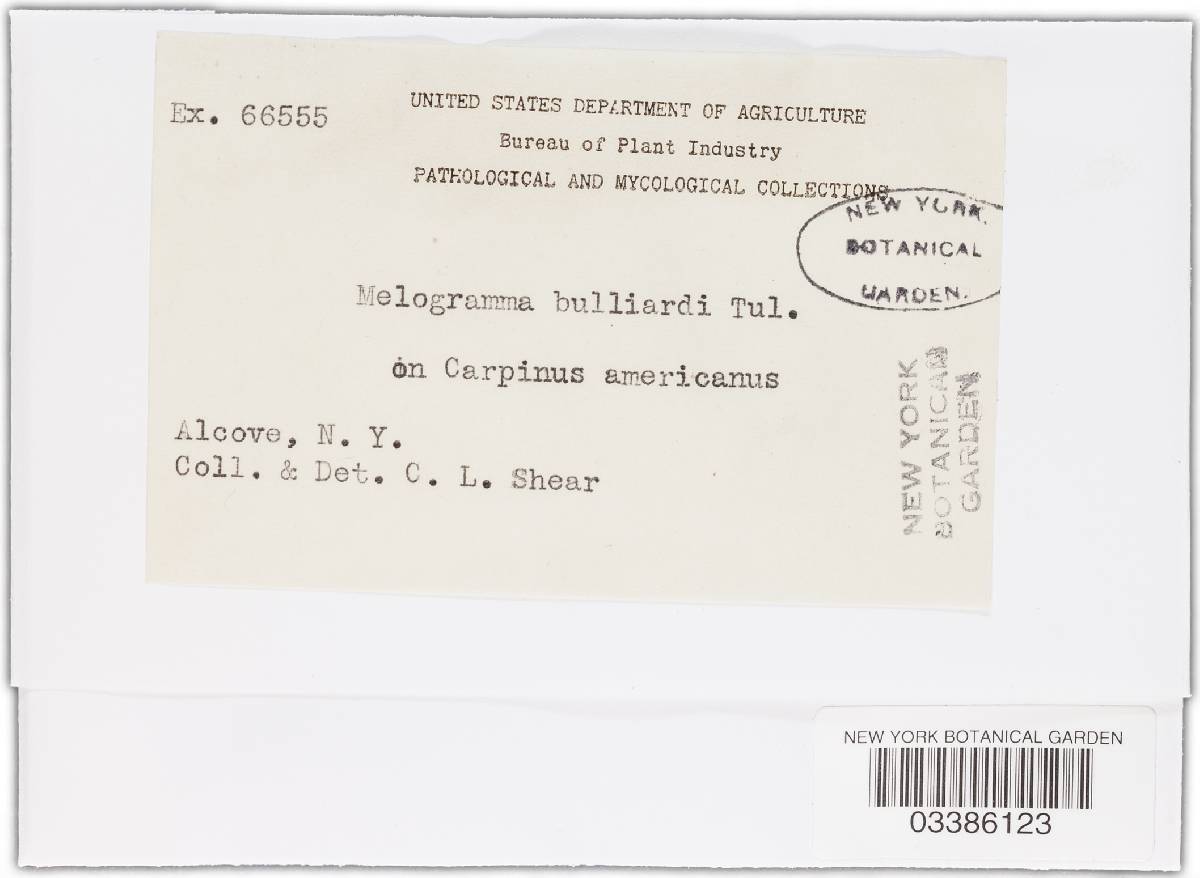 Ex. 66555
UNITED STATES DEPARTMENT OF AGRICULTURE
Bureau of Plant Industry
PATHOLOGICAL AND MYCOLOGICAL COLLECTIONS
NEW YORK
BOTANICAL
GARDEN.
Melogramma bulliardi Tul.
on Carpinus americanus
Alcove, N. Y.
Coll. & Det. C. L. Shear
NEW YORK
BOTANICAL
GARDEN
NEW YORK BOTANICAL GARDEN
03386123